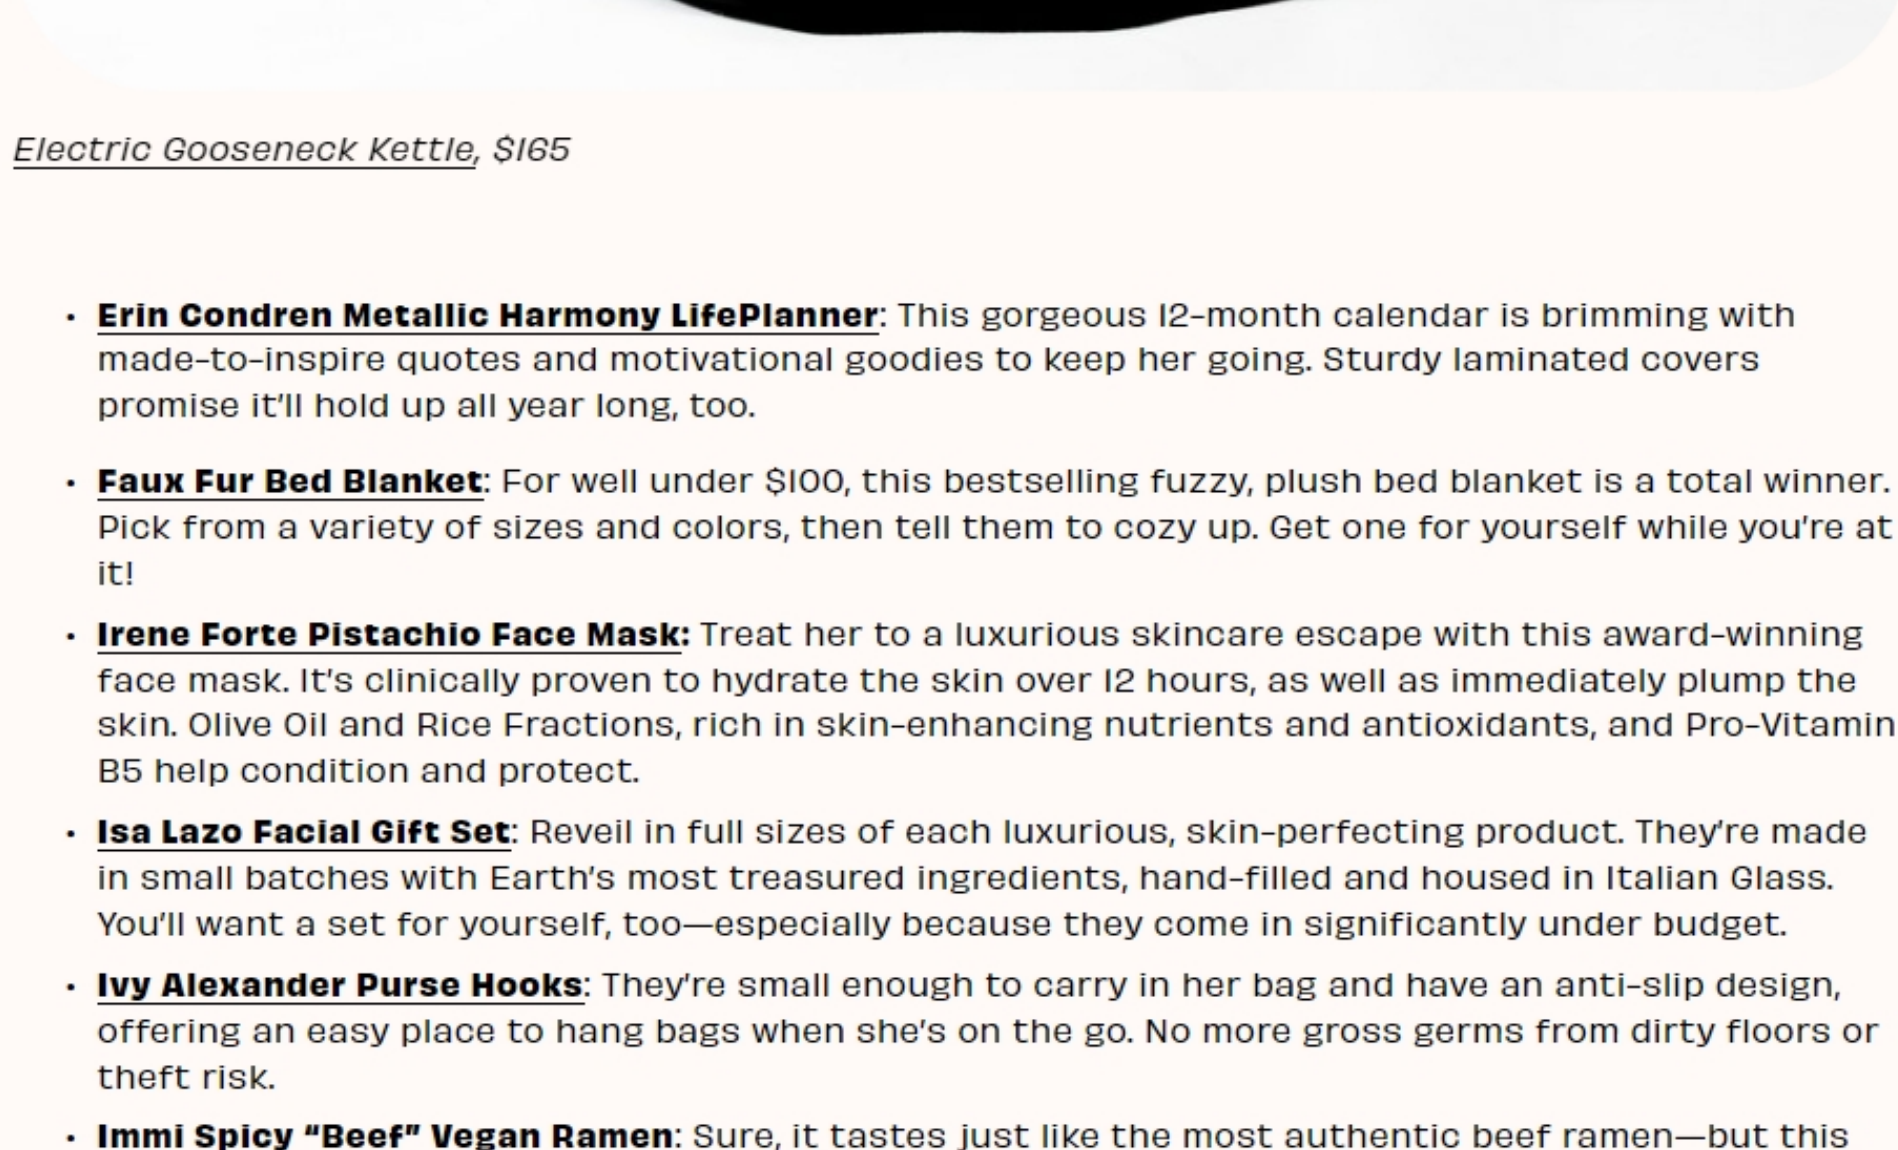 Electric Gooseneck Kettle, $165
• Erin Condren Metallic Harmony LifePlanner: This gorgeous 12-month calendar is brimming with
made-to-inspire quotes and motivational goodies to keep her going. Sturdy laminated covers
promise it’ll hold up all year long, too.
• Faux Fur Bed Blanket: For well under $100, this bestselling fuzzy, plush bed blanket is a total winner.
Pick from a variety of sizes and colors, then tell them to cozy up. Get one for yourself while you’re at
it!
• Irene Forte Pistachio Face Mask: Treat her to a luxurious skincare escape with this award-winning
face mask. It’s clinically proven to hydrate the skin over 12 hours, as well as immediately plump the
skin. Olive Oil and Rice Fractions, rich in skin-enhancing nutrients and antioxidants, and Pro-Vitamin
B5 help condition and protect.
• Isa Lazo Facial Gift Set: Reveil in full sizes of each luxurious, skin-perfecting product. They’re made
in small batches with Earth’s most treasured ingredients, hand-filled and housed in Italian Glass.
You’ll want a set for yourself, too—especially because they come in significantly under budget.
• Ivy Alexander Purse Hooks: They’re small enough to carry in her bag and have an anti-slip design,
offering an easy place to hang bags when she’s on the go. No more gross germs from dirty floors or
theft risk.
• Immi Spicy “Beef” Vegan Ramen: Sure, it tastes just like the most authentic beef ramen—but this